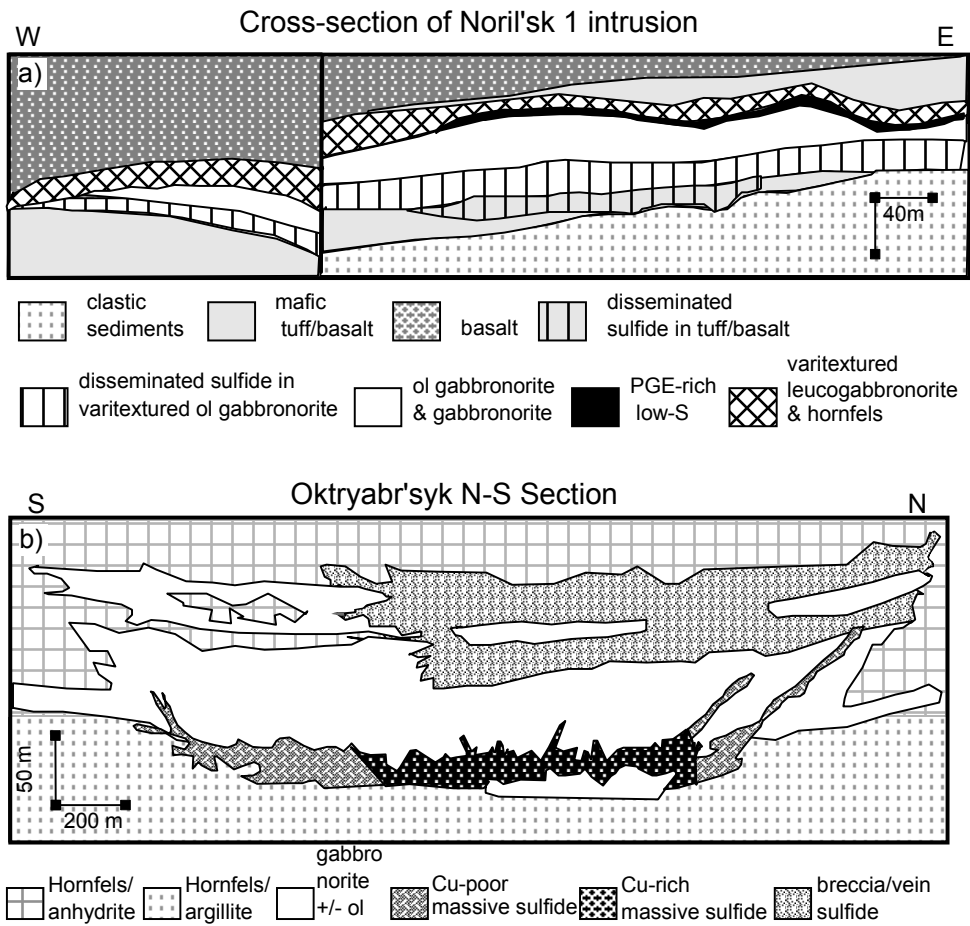 Cross-section of Noril'sk 1 intrusion
W
E
a)
40m
clastic
sediments
mafic
tuff/basalt
basalt
disseminated
sulfide in tuff/basalt
disseminated sulfide in
varitextured ol gabbronorite
ol gabbronorite
& gabbronorite
PGE-rich
low-S
varitextured
leucogabbronorite
& hornfels
Oktryabr'syk N-S Section
S
N
b)
50 m
200 m
Hornfels/
anhydrite
Hornfels/
argillite
gabbro
norite
+/- ol
Cu-poor
massive sulfide
Cu-rich
massive sulfide
breccia/vein
sulfide